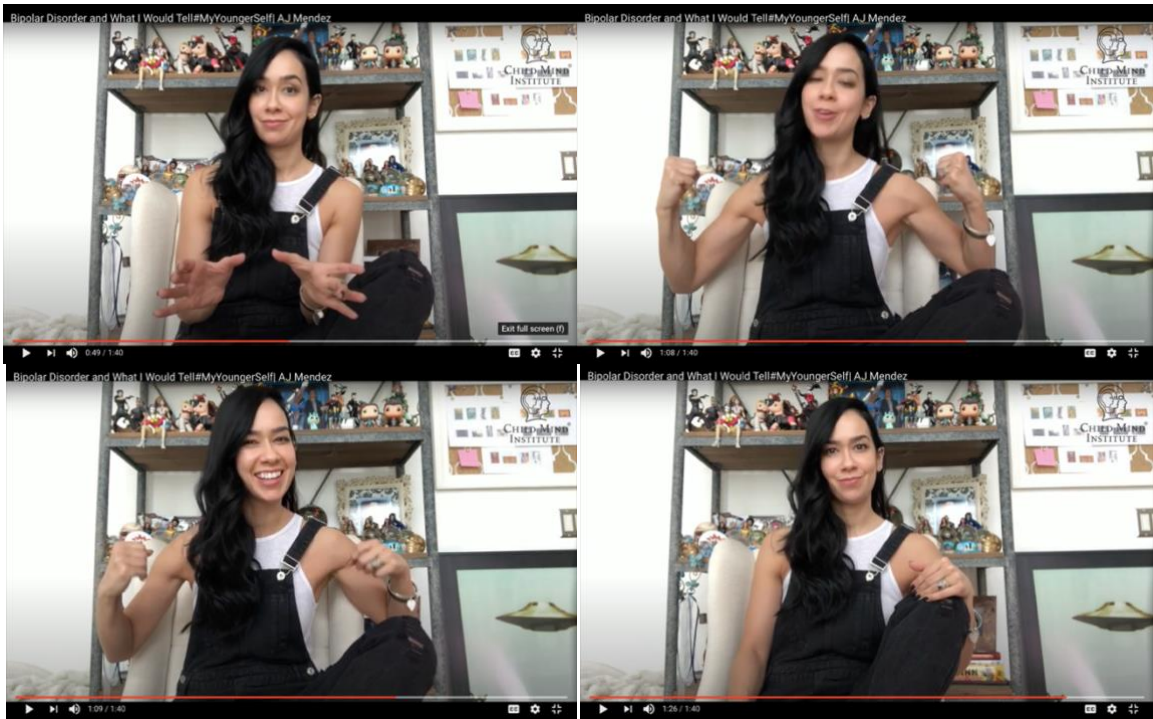 Bipolar Disorder and What I Would Tell#MyYoungerSelf| AJ Mendez
CHILD MIND®
INSTITUTE
Exit full screen (f)
0:49 / 1:40
Bipolar Disorder and What I Would Tell#MyYoungerSelf| AJ Mendez
CHILD MIND®
INSTITUTE
1:08 / 1:40
Bipolar Disorder and What I Would Tell#MyYoungerSelf| AJ Mendez
CHILD MIND®
INSTITUTE
1:09 / 1:40
Bipolar Disorder and What I Would Tell#MyYoungerSelf| AJ Mendez
CHILD MIND®
INSTITUTE
1:26 / 1:40